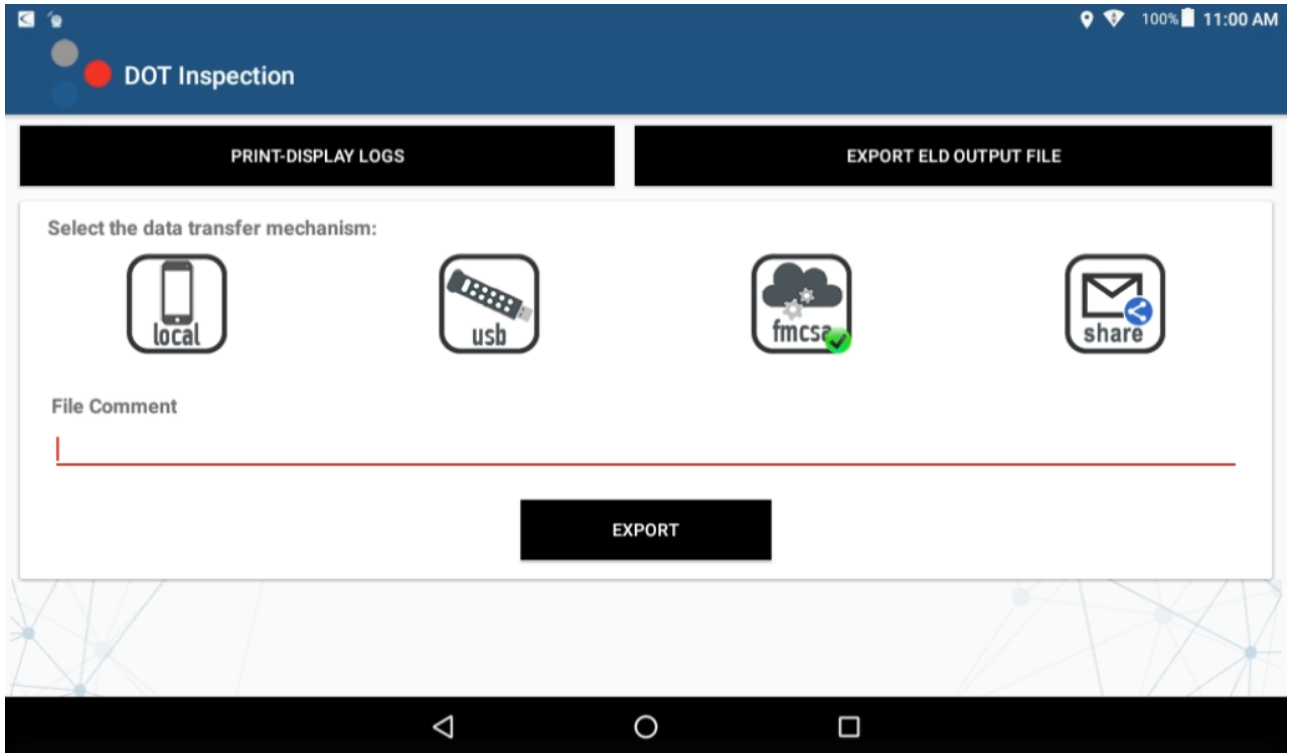 100% 11:00 AM
DOT Inspection
PRINT-DISPLAY LOGS
EXPORT ELD OUTPUT FILE
Select the data transfer mechanism:
local
usb
fmcsa
share
File Comment
EXPORT